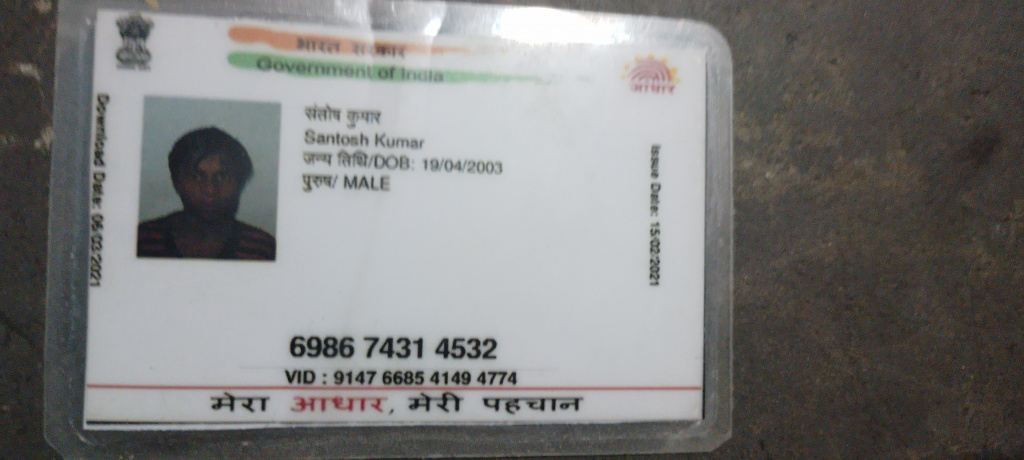 भारत सरकार
Government of India
आधार
Download Date: 06/03/2021
संतोष कुमार
Santosh Kumar
जन्म तिथि/DOB: 19/04/2003
पुरुष/ MALE
Issue Date: 15/02/2021
6986 7431 4532
VID : 9147 6685 4149 4774
मेरा आधार, मेरी पहचान